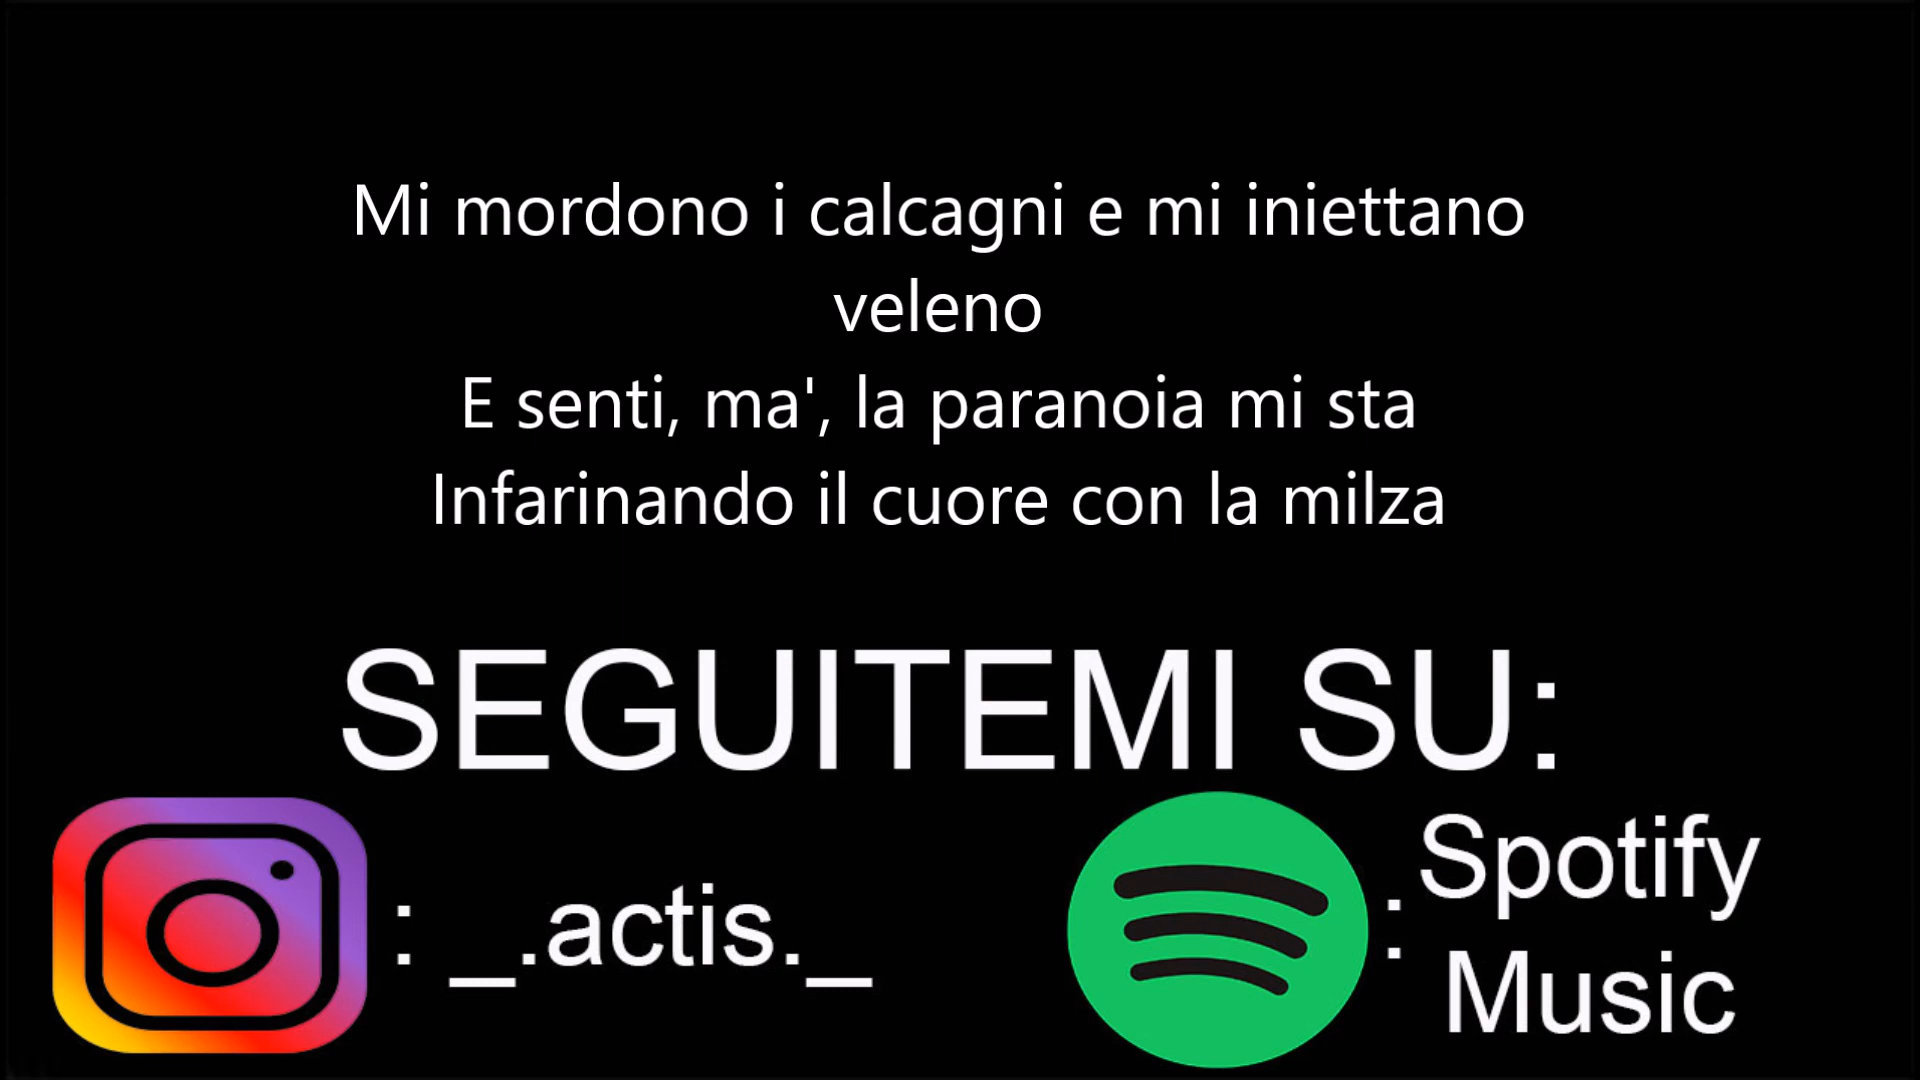 Mi mordono i calcagni e mi iniettano
veleno
E senti, ma', la paranoia mi sta
Infarinando il cuore con la milza
SEGUITEMI SU:
: _.actis._
: Spotify
Music